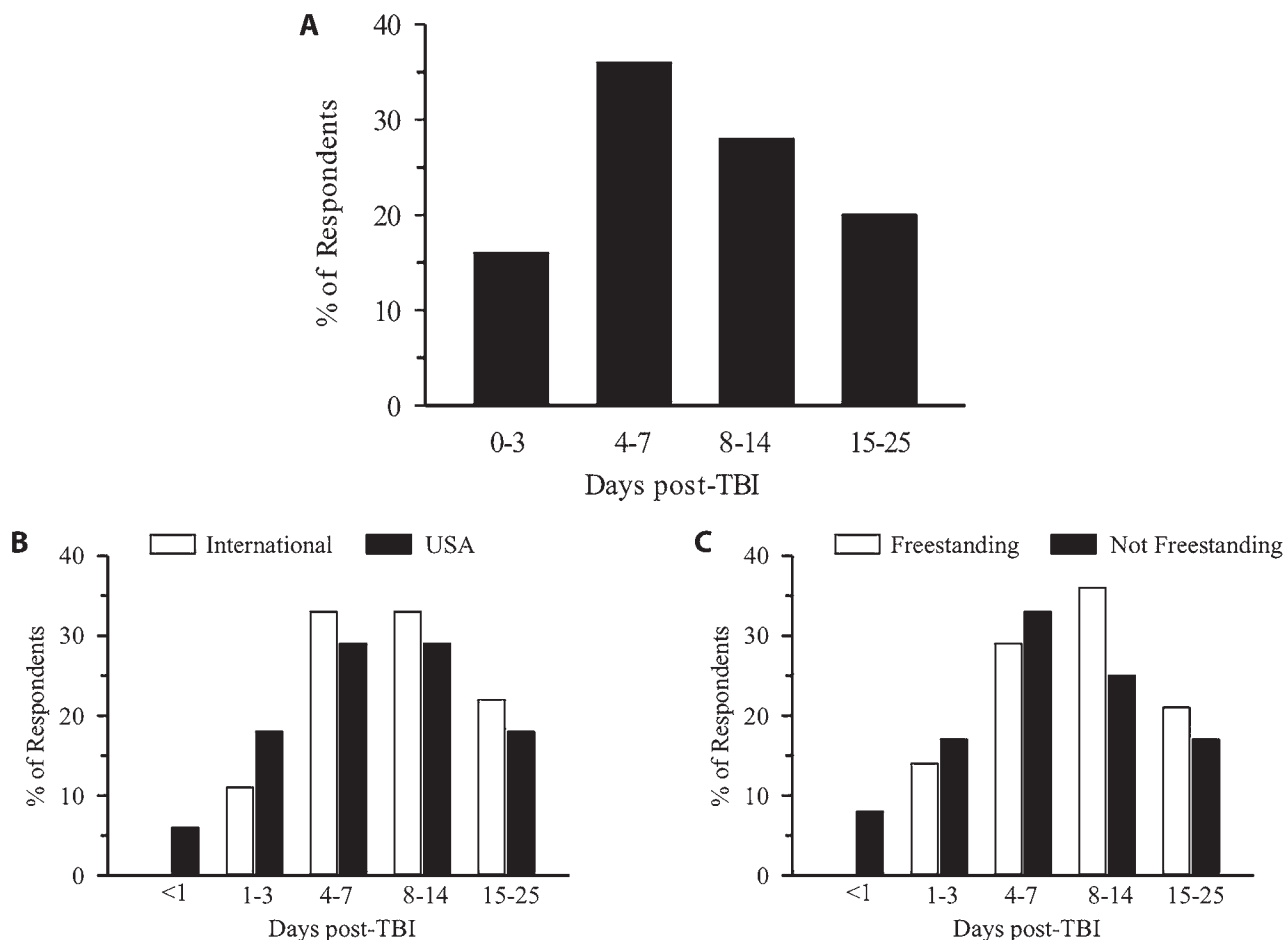 A
40
30
20
10
0
% of Respondents
0-3 4-7 8-14 15-25
Days post-TBI
B
International USA
40
30
20
10
0
% of Respondents
<1 1-3 4-7 8-14 15-25
Days post-TBI
C
Freestanding Not Freestanding
40
30
20
10
0
% of Respondents
<1 1-3 4-7 8-14 15-25
Days post-TBI